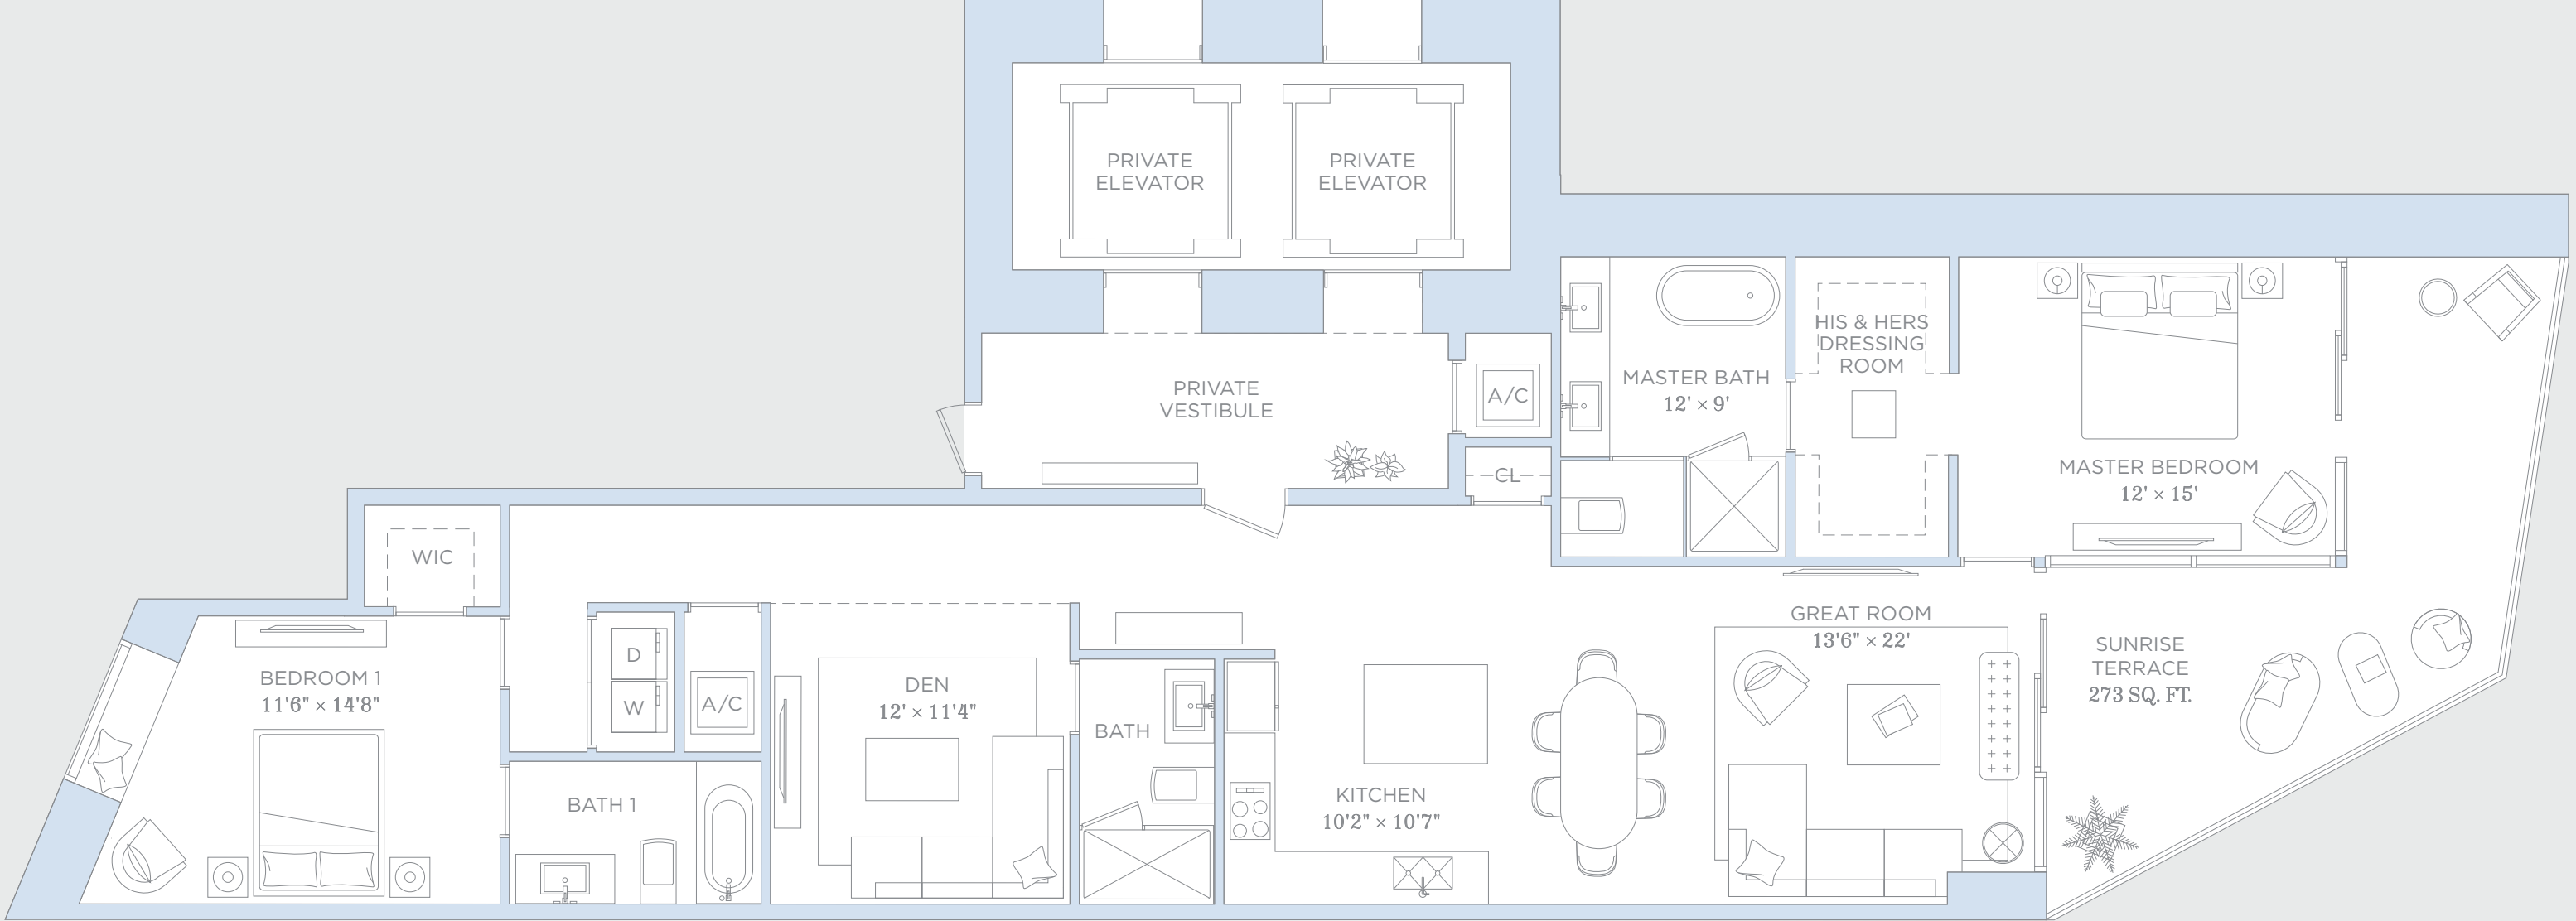 PRIVATE
ELEVATOR
PRIVATE
ELEVATOR
PRIVATE
VESTIBULE
A/C
CL
MASTER BATH
12' × 9'
HIS & HERS
DRESSING
ROOM
MASTER BEDROOM
12' × 15'
WIC
BEDROOM 1
11'6" × 14'8"
D
W
A/C
BATH 1
DEN
12' × 11'4"
BATH
KITCHEN
10'2" × 10'7"
GREAT ROOM
13'6" × 22'
SUNRISE
TERRACE
273 SQ. FT.